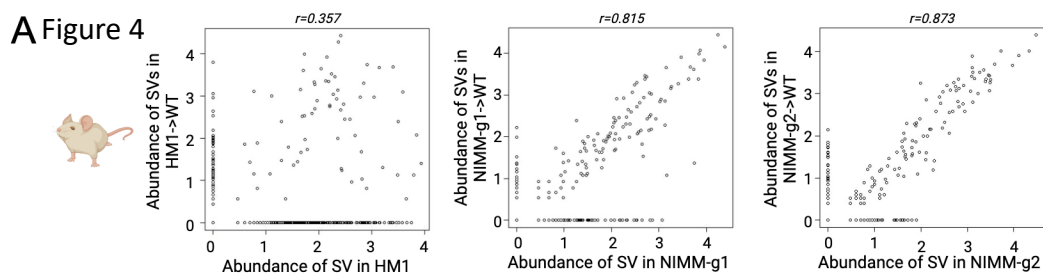 A Figure 4
r=0.357
Abundance of SVs in
HM1->WT
4
3
2
1
0
0 1 2 3 4
Abundance of SV in HM1
r=0.815
Abundance of SVs in
NIMM-g1->WT
4
3
2
1
0
0 1 2 3 4
Abundance of SV in NIMM-g1
r=0.873
Abundance of SVs in
NIMM-g2->WT
4
3
2
1
0
0 1 2 3 4
Abundance of SV in NIMM-g2